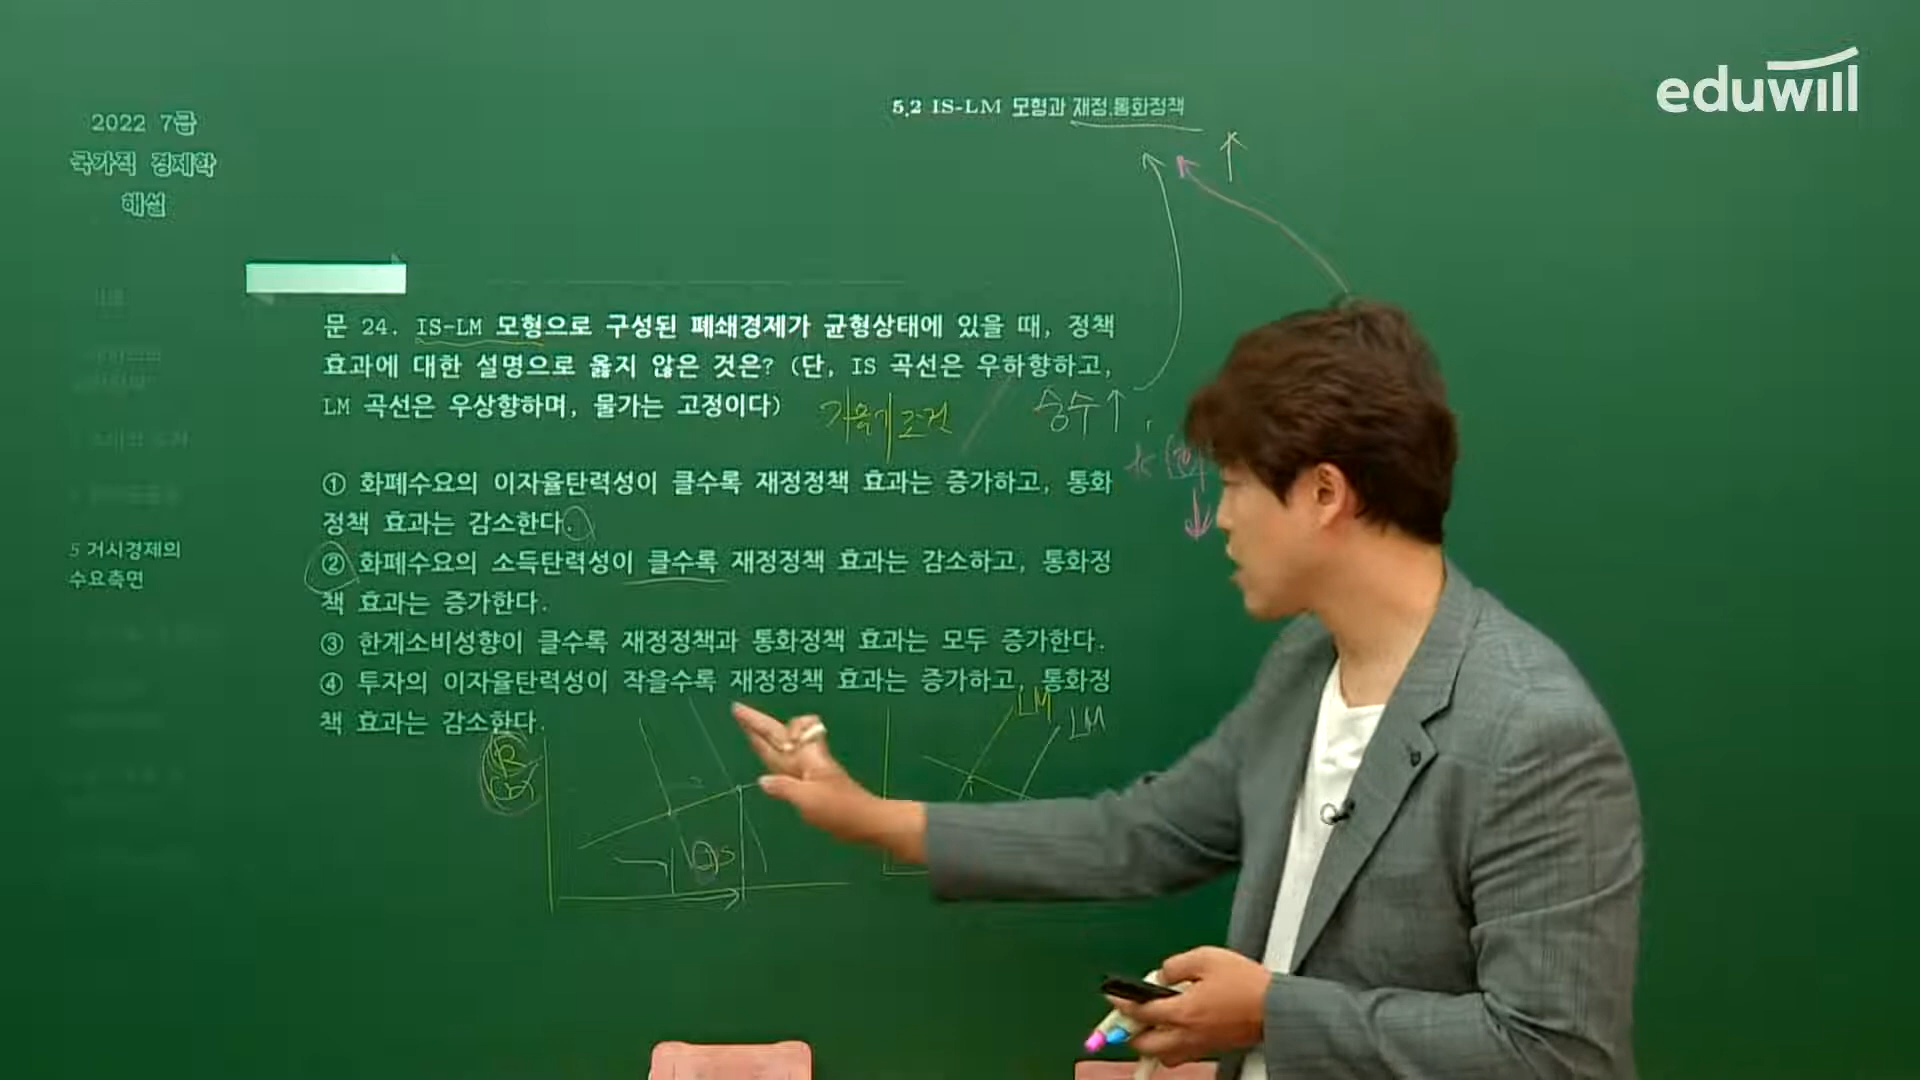 eduwill
5.2 IS-LM 모형과 재정.통화정책
2022 7급
국가직 경제학
해설
문 24. IS-LM 모형으로 구성된 폐쇄경제가 균형상태에 있을 때, 정책
효과에 대한 설명으로 옳지 않은 것은? (단, IS 곡선은 우하향하고,
LM 곡선은 우상향하며, 물가는 고정이다)
기울기 조건
승수↑
① 화폐수요의 이자율탄력성이 클수록 재정정책 효과는 증가하고, 통화
정책 효과는 감소한다.
② 화폐수요의 소득탄력성이 클수록 재정정책 효과는 감소하고, 통화정
책 효과는 증가한다.
5 거시경제의
수요측면
③ 한계소비성향이 클수록 재정정책과 통화정책 효과는 모두 증가한다.
④ 투자의 이자율탄력성이 작을수록 재정정책 효과는 증가하고, 통화정
책 효과는 감소한다.
LM
LM